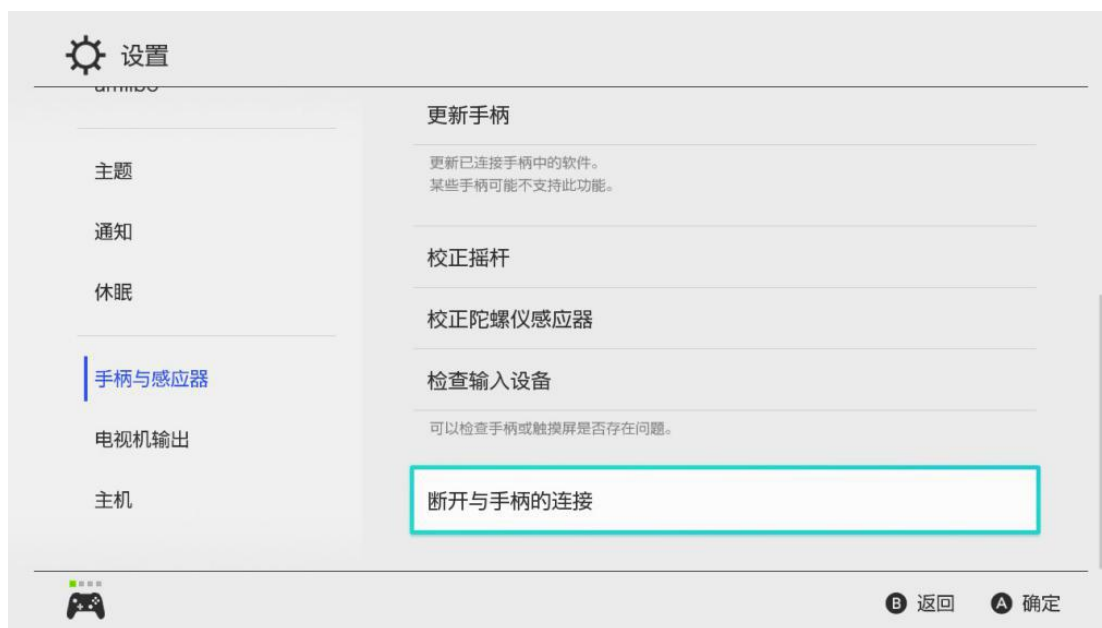 设置
amiibo
主题
通知
休眠
手柄与感应器
电视机输出
主机
更新手柄
更新已连接手柄中的软件。
某些手柄可能不支持此功能。
校正摇杆
校正陀螺仪感应器
检查输入设备
可以检查手柄或触摸屏是否存在问题。
断开与手柄的连接
B 返回 A 确定